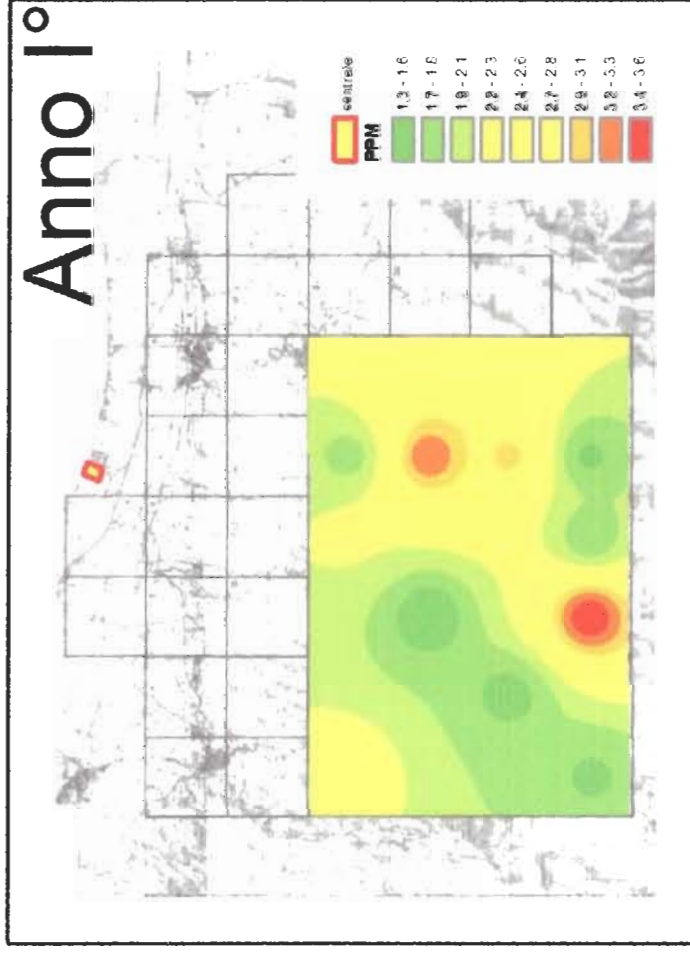 Anno I°
centrale
PPM
1.3 - 1.6
1.7 - 1.8
1.9 - 2.1
2.2 - 2.3
2.4 - 2.6
2.7 - 2.8
2.9 - 3.1
3.2 - 3.3
3.4 - 3.6